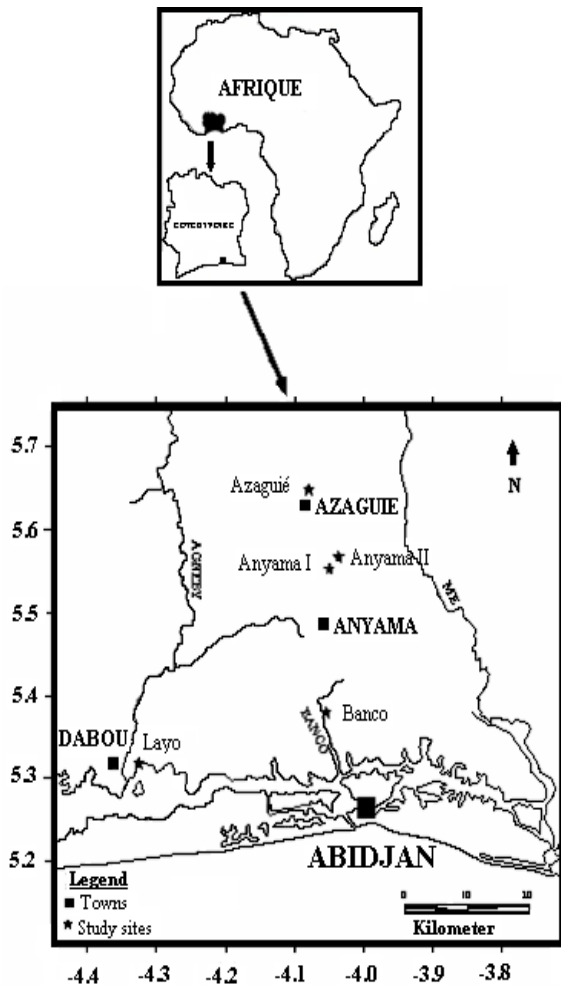 AFRIQUE
5.7
5.6
5.5
5.4
5.3
5.2
N
Azaguié
AZAGUIE
Anyama I
Anyama II
AGNEBY
ME
ANYAMA
Banco
BANCO
DABOU
Layo
ABIDJAN
Legend
Towns
Study sites
0 10 20
Kilometer
-4.4 -4.3 -4.2 -4.1 -4.0 -3.9 -3.8